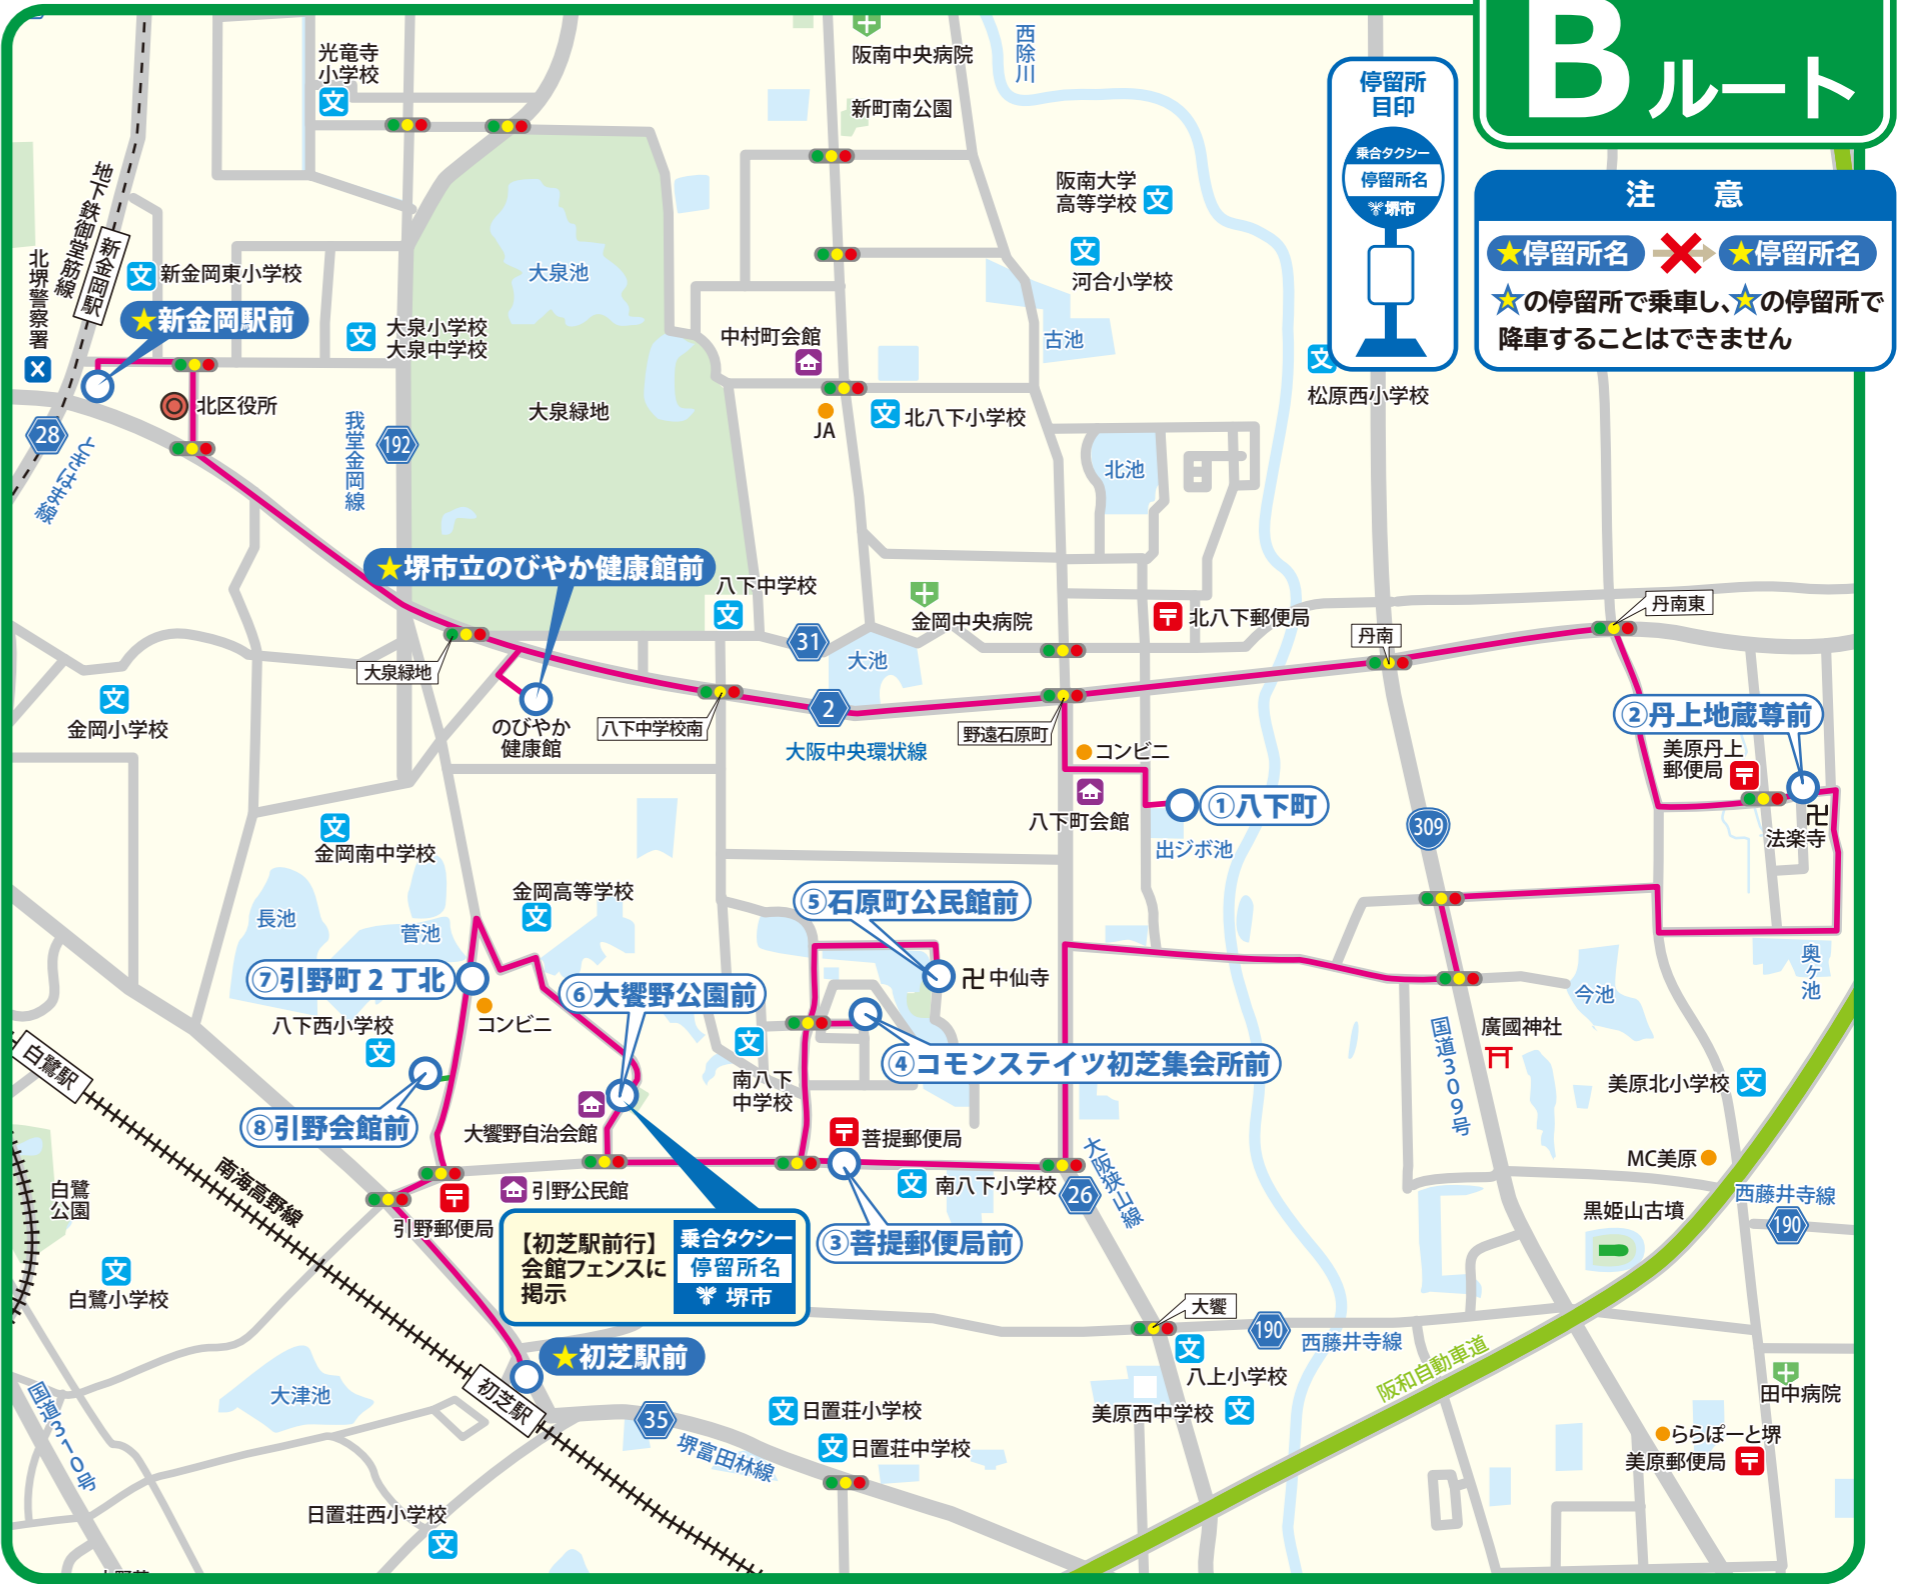 Bルート
停留所
目印
乗合タクシー
停留所名
堺市
注　意
★停留所名
★停留所名
☆の停留所で乗車し、☆の停留所で
降車することはできません
光竜寺
小学校
阪南中央病院
新町南公園
西除川
阪南大学
高等学校
河合小学校
古池
松原西小学校
地下鉄御堂筋線
新金岡駅
北堺警察署
新金岡東小学校
★新金岡駅前
大泉小学校
大泉中学校
大泉池
大泉緑地
中村町会館
JA
北八下小学校
北池
北区役所
28
ときはま線
我堂金岡線
192
★堺市立のびやか健康館前
八下中学校
31
大池
金岡中央病院
北八下郵便局
丹南
丹南東
大泉緑地
のびやか
健康館
八下中学校南
2
大阪中央環状線
野遠石原町
コンビニ
八下町会館
①八下町
出ジボ池
②丹上地蔵尊前
美原丹上
郵便局
法楽寺
309
金岡小学校
金岡南中学校
金岡高等学校
長池
菅池
⑤石原町公民館前
中仙寺
奥ヶ池
今池
⑦引野町2丁北
コンビニ
八下西小学校
⑥大饗野公園前
④コモンステイツ初芝集会所前
南八下
中学校
廣國神社
国道309号
美原北小学校
白鷺駅
⑧引野会館前
大饗野自治会館
菩提郵便局
南八下小学校
大阪狭山線
26
MC美原
西藤井寺線
190
黒姫山古墳
白鷺
公園
南海高野線
引野公民館
引野郵便局
【初芝駅前行】
会館フェンスに
掲示
乗合タクシー
停留所名
堺市
③菩提郵便局前
白鷺小学校
大饗
190
西藤井寺線
★初芝駅前
初芝駅
八上小学校
美原西中学校
阪和自動車道
田中病院
ららぽーと堺
美原郵便局
大津池
国道310号
35
堺富田林線
日置荘小学校
日置荘中学校
日置荘西小学校